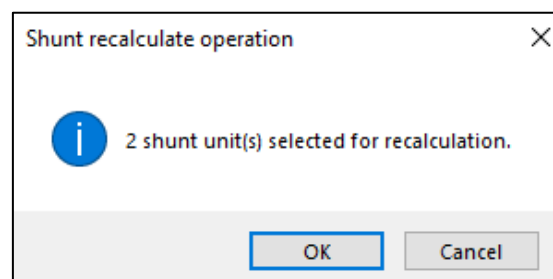 Shunt recalculate operation
2 shunt unit(s) selected for recalculation.
OK Cancel